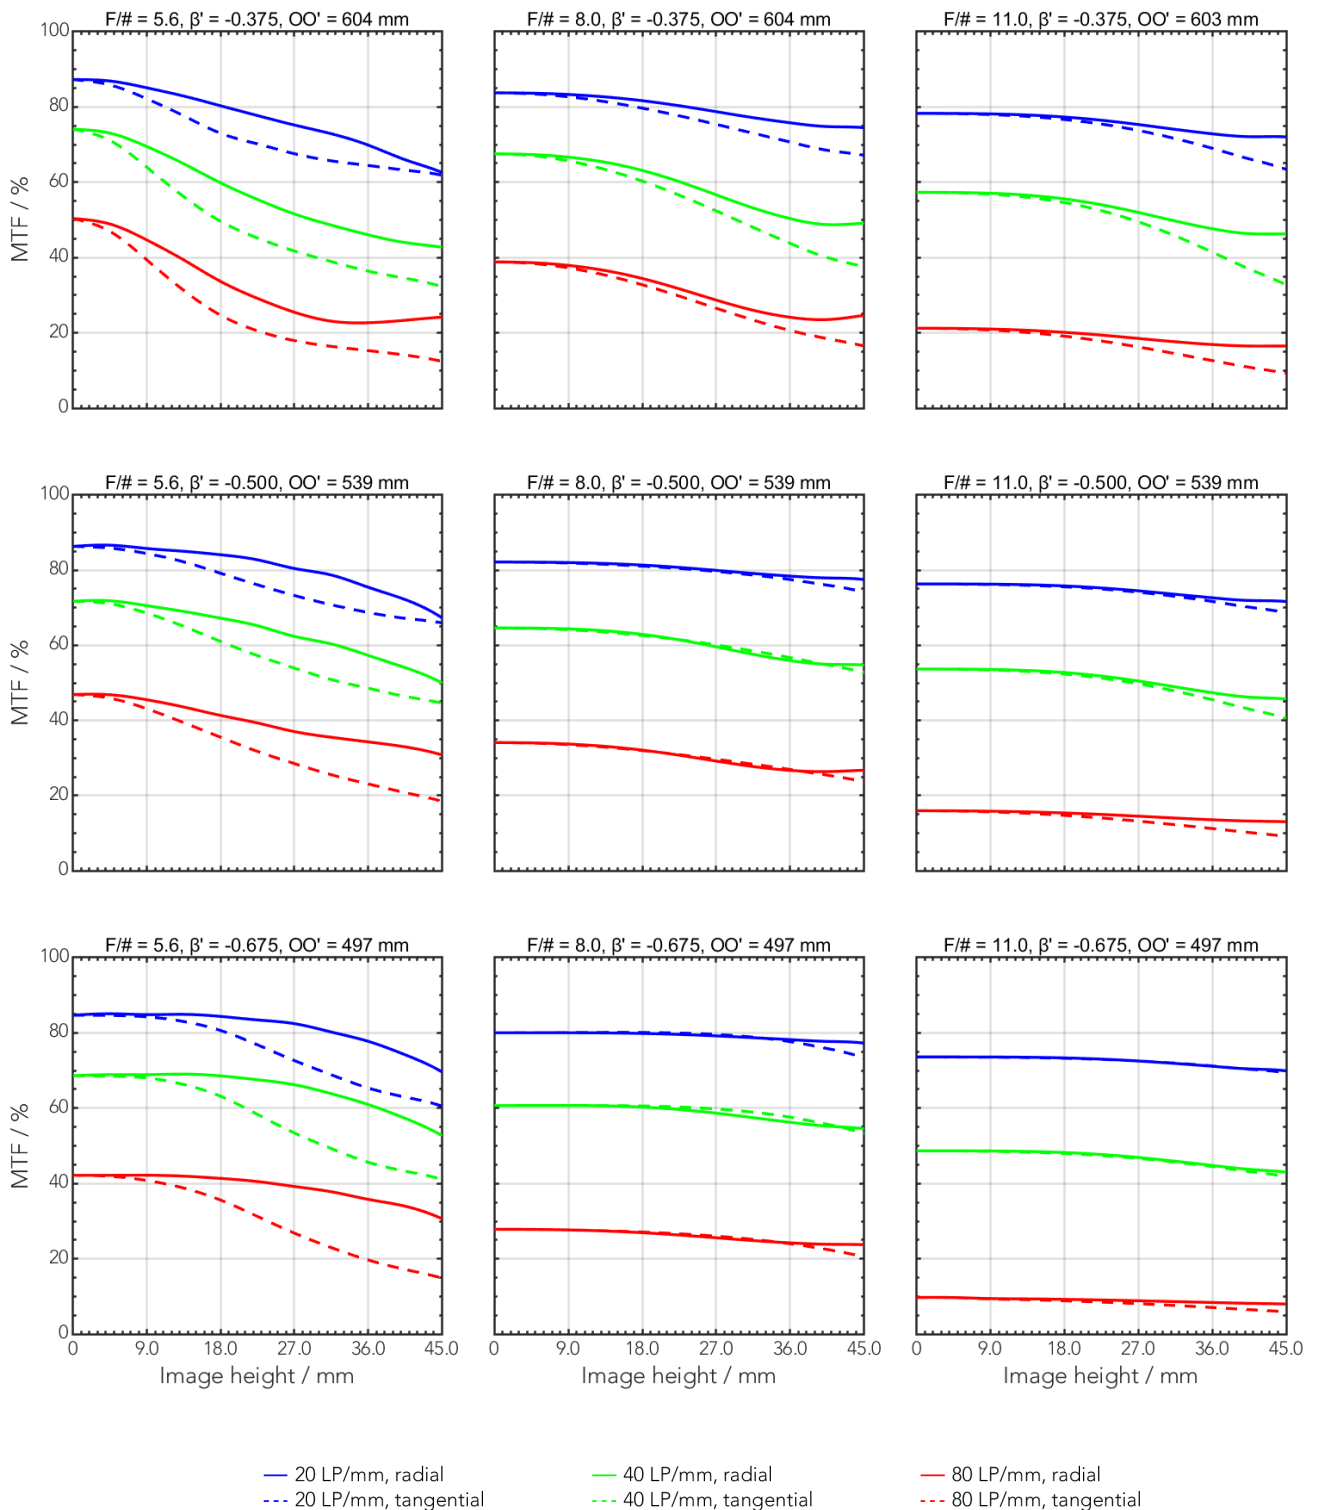 F/# = 5.6, β' = -0.375, OO' = 604 mm
F/# = 8.0, β' = -0.375, OO' = 604 mm
F/# = 11.0, β' = -0.375, OO' = 603 mm
MTF / %
100
80
60
40
20
0
F/# = 5.6, β' = -0.500, OO' = 539 mm
F/# = 8.0, β' = -0.500, OO' = 539 mm
F/# = 11.0, β' = -0.500, OO' = 539 mm
MTF / %
100
80
60
40
20
0
F/# = 5.6, β' = -0.675, OO' = 497 mm
F/# = 8.0, β' = -0.675, OO' = 497 mm
F/# = 11.0, β' = -0.675, OO' = 497 mm
MTF / %
100
80
60
40
20
0
0 9.0 18.0 27.0 36.0 45.0
0 9.0 18.0 27.0 36.0 45.0
0 9.0 18.0 27.0 36.0 45.0
Image height / mm
Image height / mm
Image height / mm
20 LP/mm, radial
40 LP/mm, radial
80 LP/mm, radial
20 LP/mm, tangential
40 LP/mm, tangential
80 LP/mm, tangential